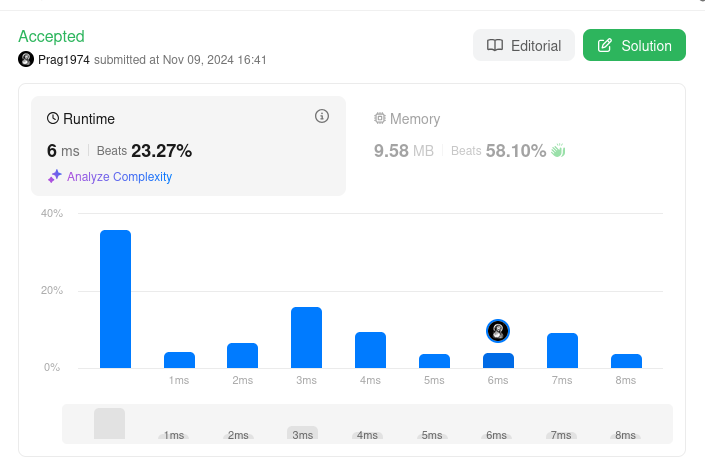 Accepted
Prag1974 submitted at Nov 09, 2024 16:41
Editorial
Solution
Runtime
6 ms Beats 23.27%
Analyze Complexity
Memory
9.58 MB Beats 58.10%
40%
20%
0%
1ms 2ms 3ms 4ms 5ms 6ms 7ms 8ms
1ms 2ms 3ms 4ms 5ms 6ms 7ms 8ms